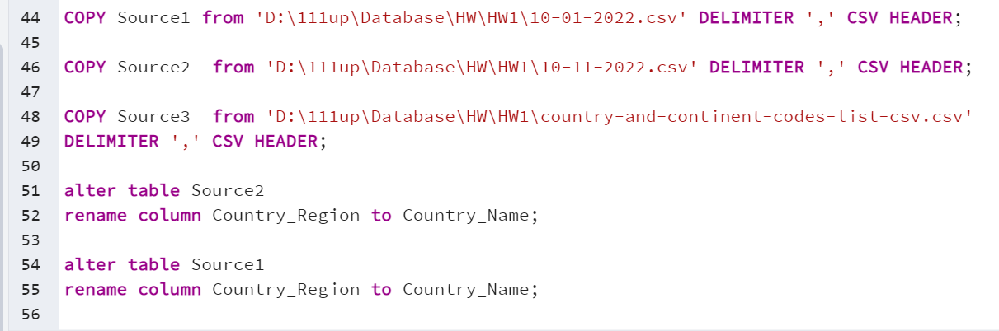 44 COPY Source1 from 'D:\111up\Database\HW\HW1\10-01-2022.csv' DELIMITER ',' CSV HEADER;
45
46 COPY Source2  from 'D:\111up\Database\HW\HW1\10-11-2022.csv' DELIMITER ',' CSV HEADER;
47
48 COPY Source3  from 'D:\111up\Database\HW\HW1\country-and-continent-codes-list-csv.csv'
49 DELIMITER ',' CSV HEADER;
50
51 alter table Source2
52 rename column Country_Region to Country_Name;
53
54 alter table Source1
55 rename column Country_Region to Country_Name;
56